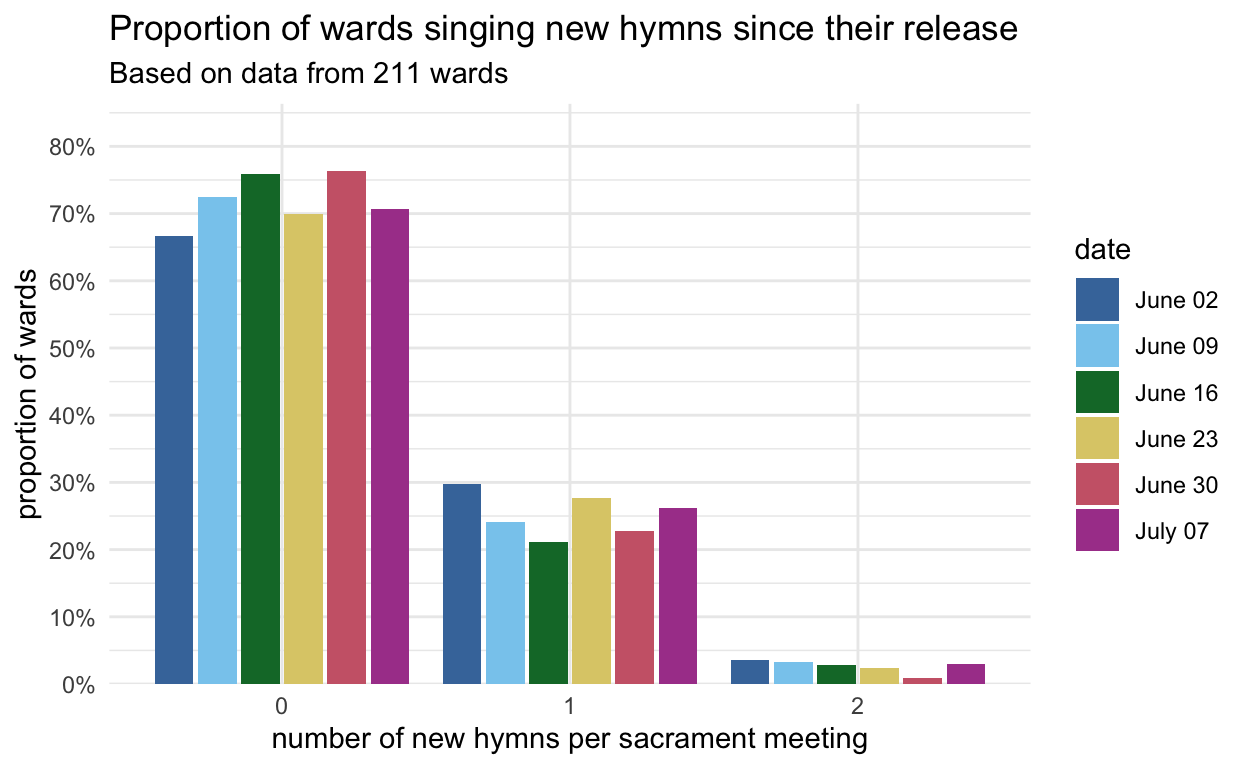 Proportion of wards singing new hymns since their release
Based on data from 211 wards
80%
70%
60%
50%
40%
30%
20%
10%
0%
proportion of wards
0 1 2
number of new hymns per sacrament meeting
date
June 02
June 09
June 16
June 23
June 30
July 07